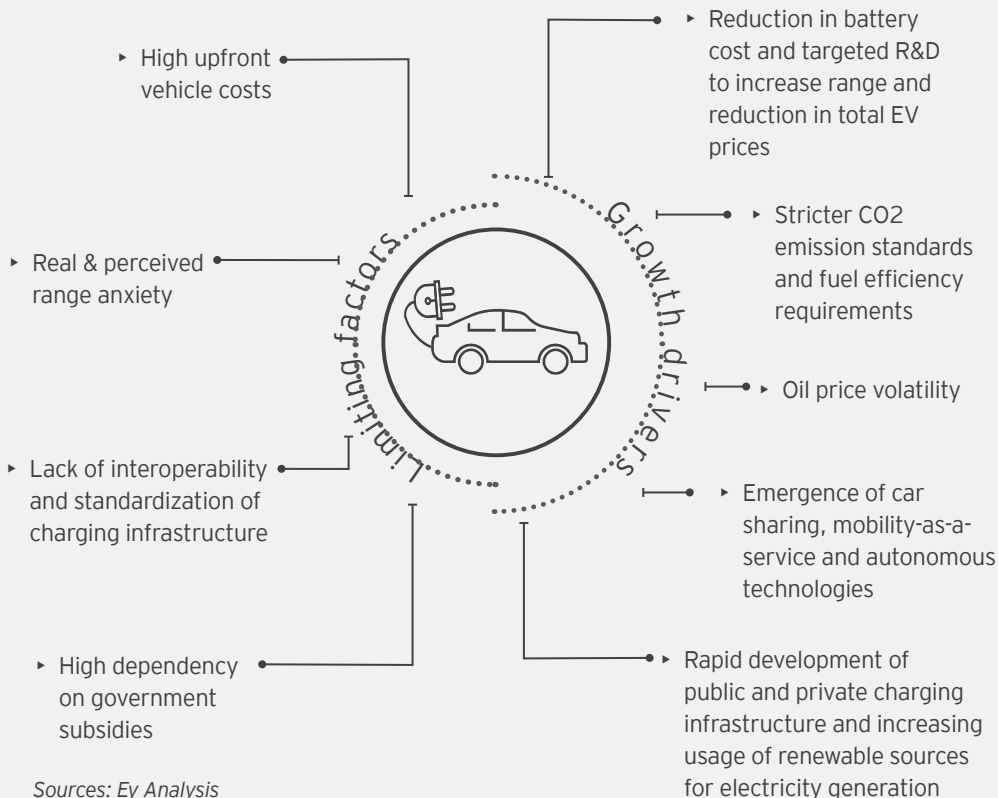 ▸ High upfront
vehicle costs
▸ Real & perceived
range anxiety
▸ Lack of interoperability
and standardization of
charging infrastructure
▸ High dependency
on government
subsidies
Limiting factors
Growth drivers
▸ Reduction in battery
cost and targeted R&D
to increase range and
reduction in total EV
prices
▸ Stricter CO2
emission standards
and fuel efficiency
requirements
▸ Oil price volatility
▸ Emergence of car
sharing, mobility-as-a-
service and autonomous
technologies
▸ Rapid development of
public and private charging
infrastructure and increasing
usage of renewable sources
for electricity generation
Sources: Ey Analysis